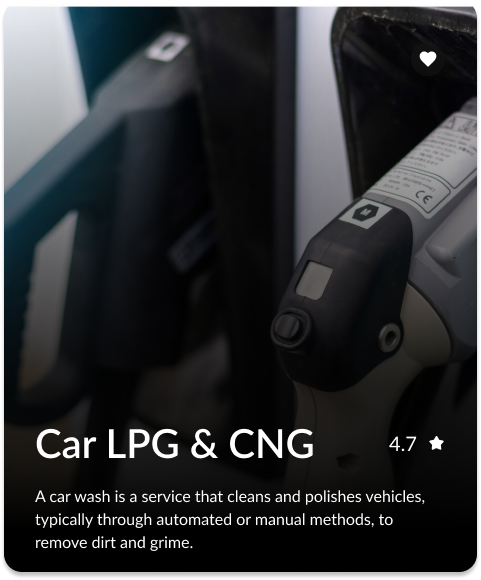 Car LPG & CNG
4.7
A car wash is a service that cleans and polishes vehicles,
typically through automated or manual methods, to
remove dirt and grime.